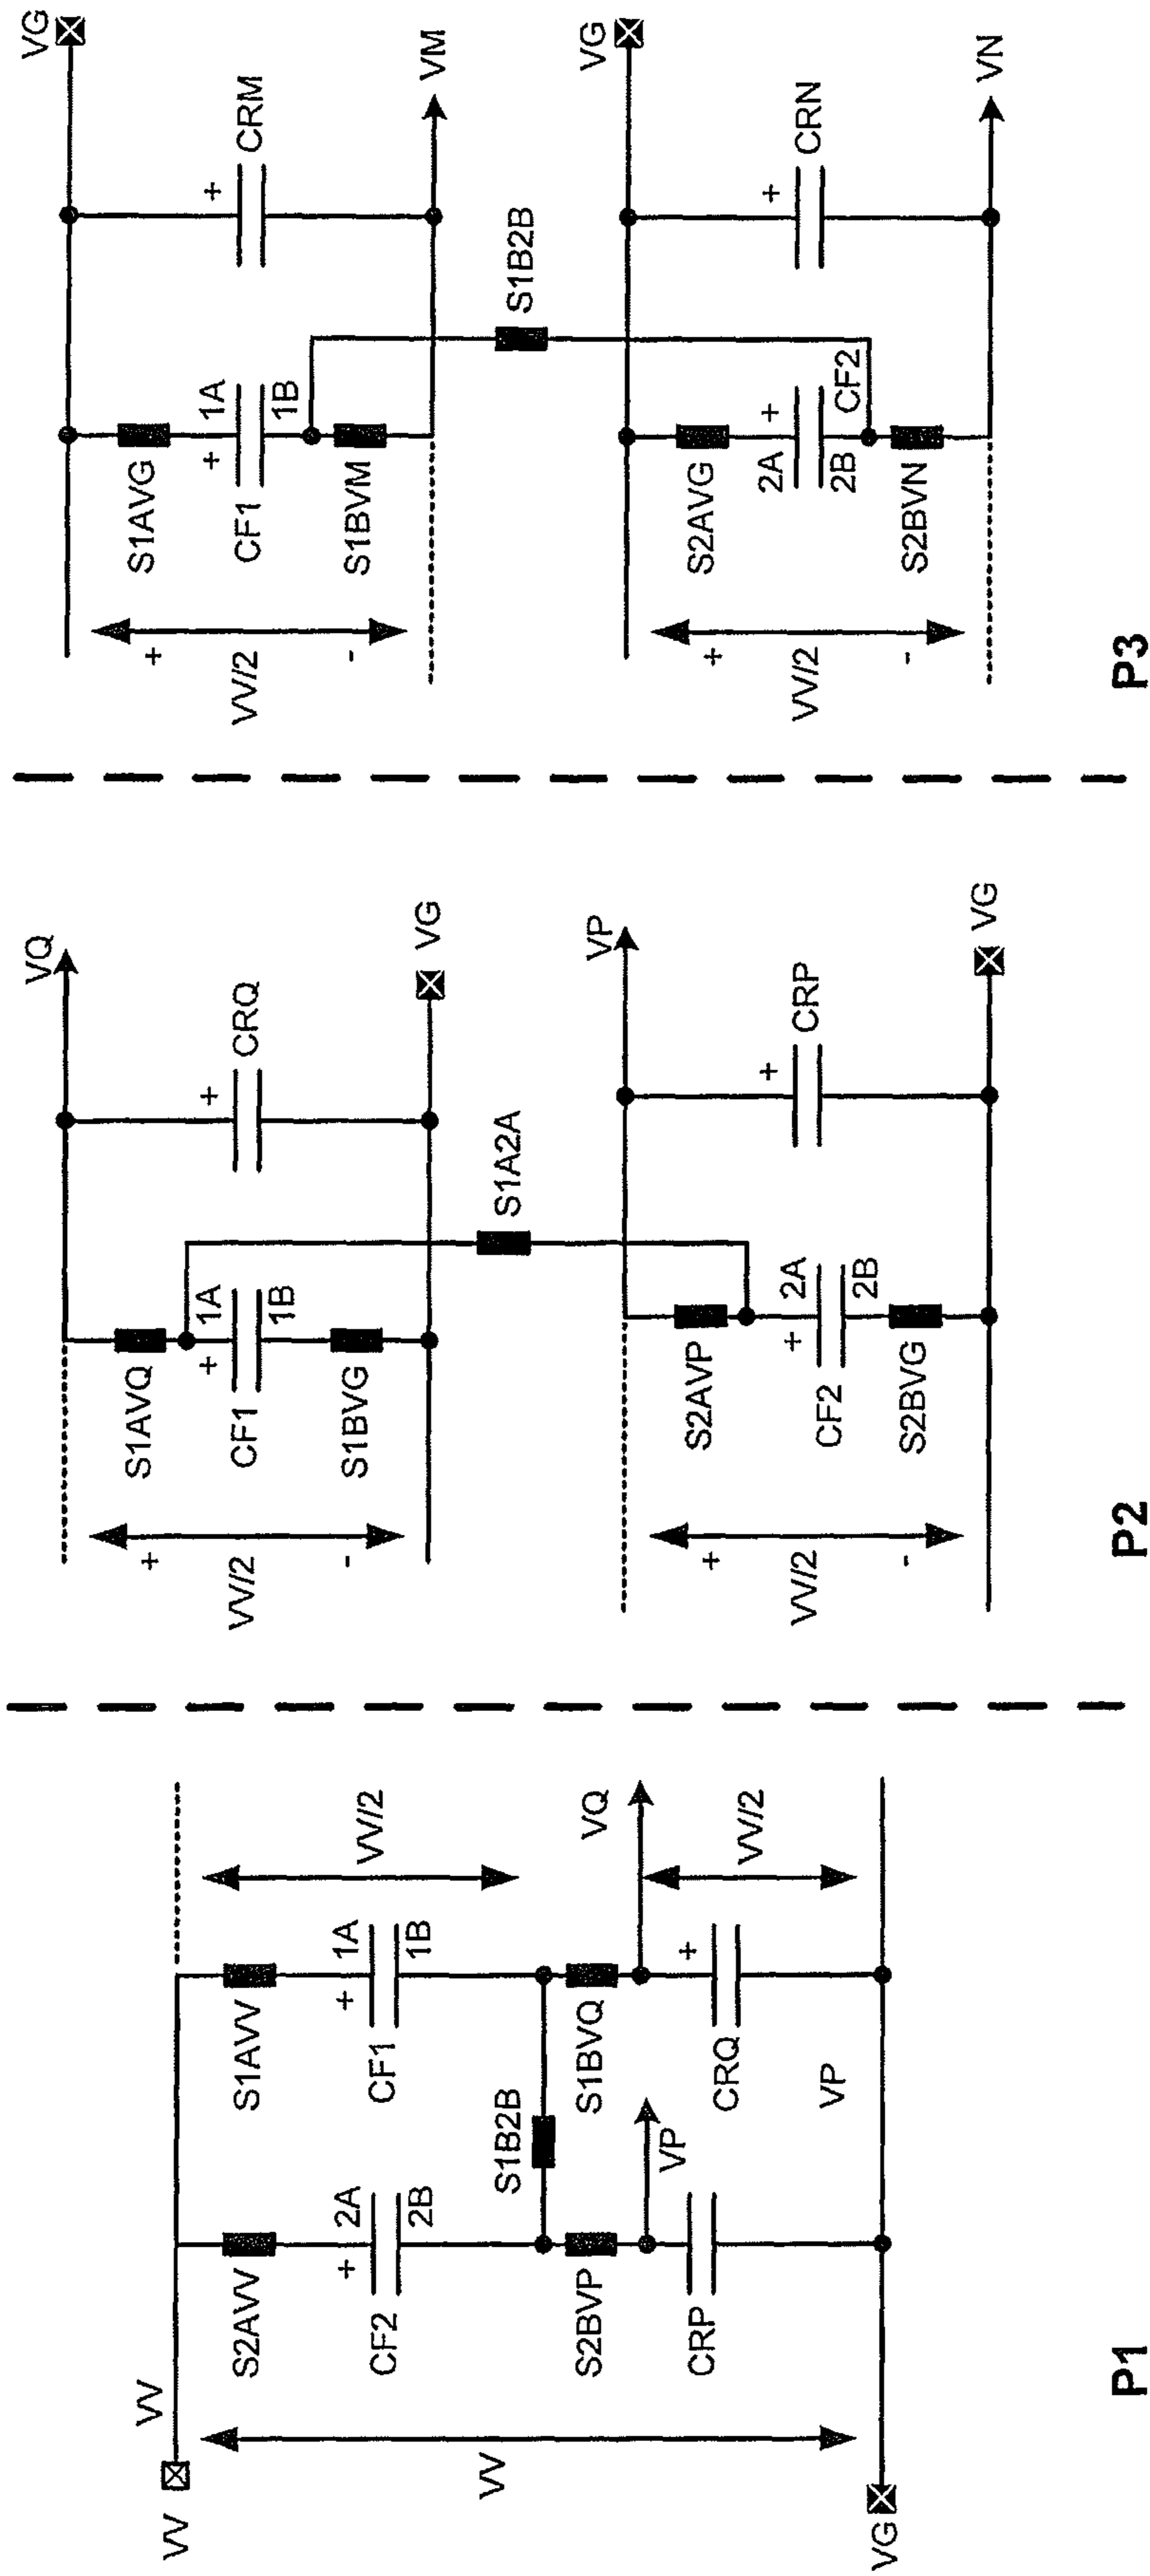 VV
VV
VV
VG
S2AVV
+
2A
CF2
2B
S2BVP
VP
CRP
S1B2B
S1AVV
+
1A
CF1
1B
S1BVQ
VQ
+
CRQ
VP
VV/2
VV/2
P1
+
VV/2
-
S1AVQ
+
1A
CF1
1B
S1BVG
VQ
+
CRQ
VG
S1A2A
+
VV/2
-
S2AVP
+
2A
CF2
2B
S2BVG
VP
+
CRP
VG
P2
+
VV/2
-
S1AVG
+
1A
CF1
1B
S1BVM
VG
+
CRM
VM
S1B2B
+
VV/2
-
S2AVG
2A
+
2B
CF2
S2BVN
VG
+
CRN
VN
P3